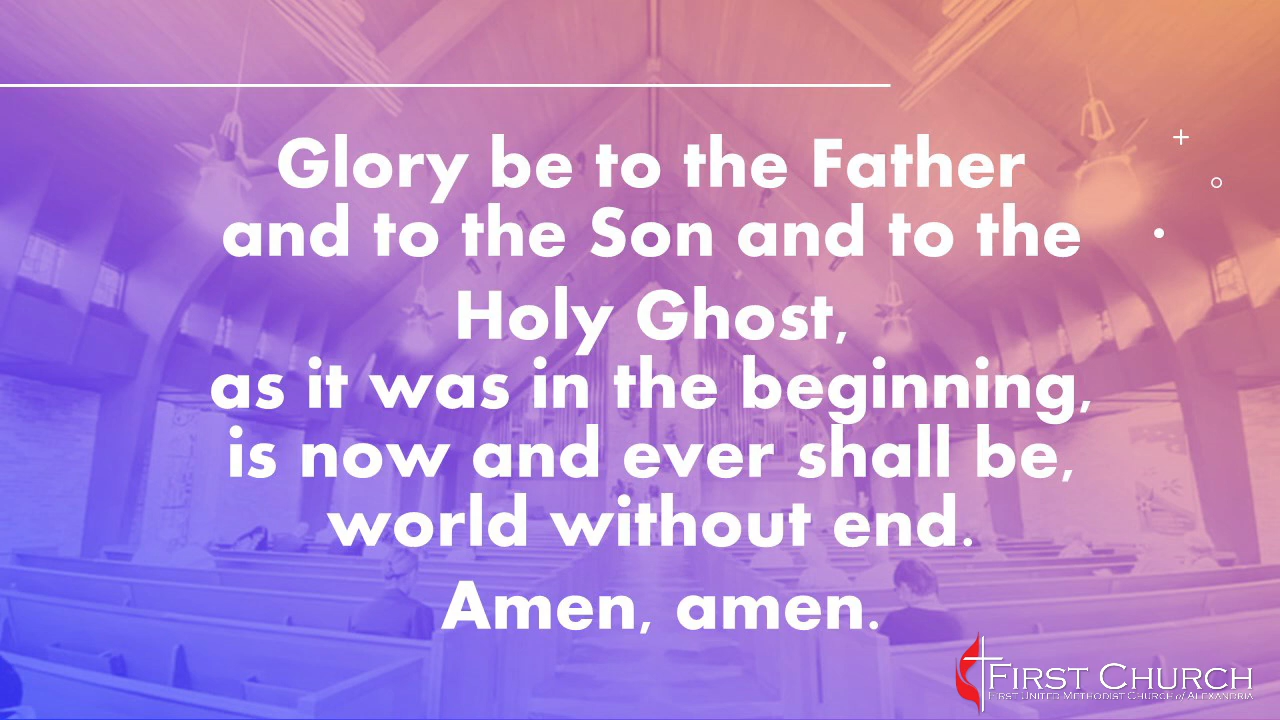 Glory be to the Father
and to the Son and to the
Holy Ghost,
as it was in the beginning,
is now and ever shall be,
world without end.
Amen, amen.
First Church
First United Methodist Church of Alexandria